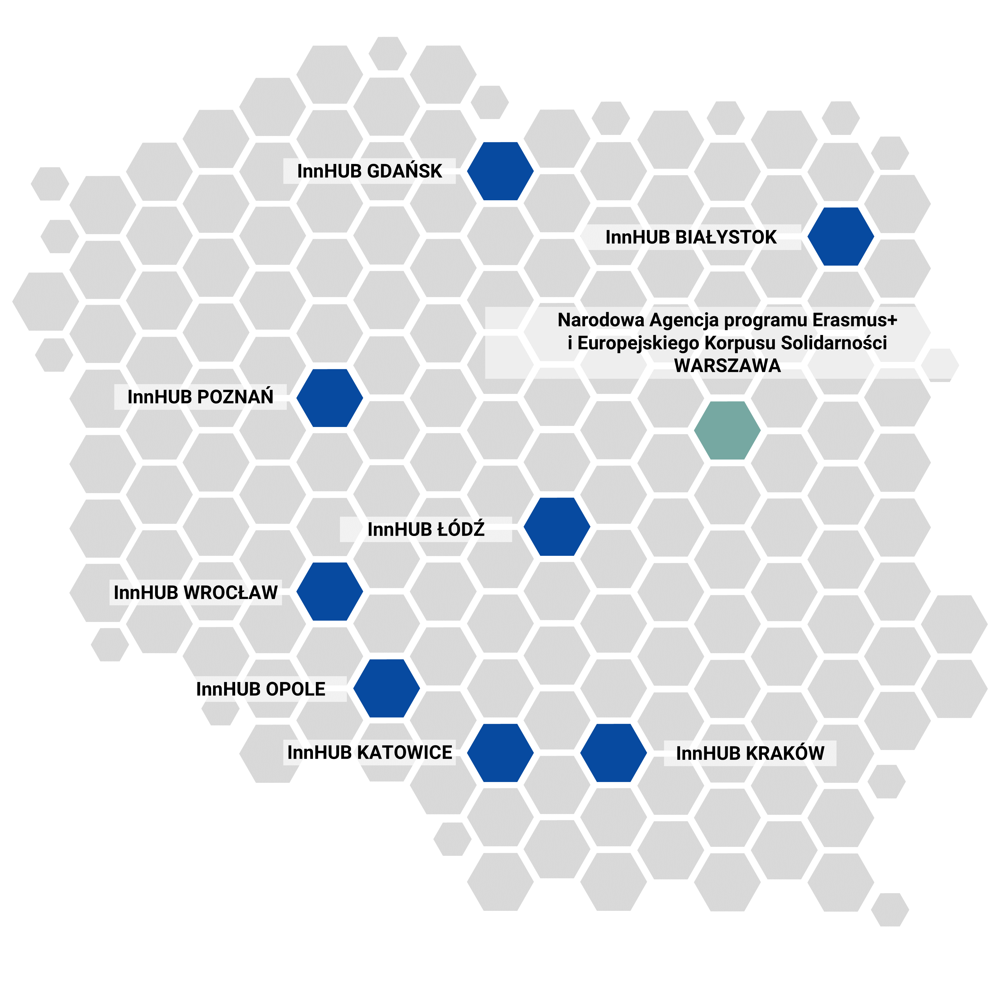 InnHUB GDAŃSK
InnHUB BIAŁYSTOK
Narodowa Agencja programu Erasmus+
i Europejskiego Korpusu Solidarności
WARSZAWA
InnHUB POZNAŃ
InnHUB ŁÓDŹ
InnHUB WROCŁAW
InnHUB OPOLE
InnHUB KATOWICE
InnHUB KRAKÓW